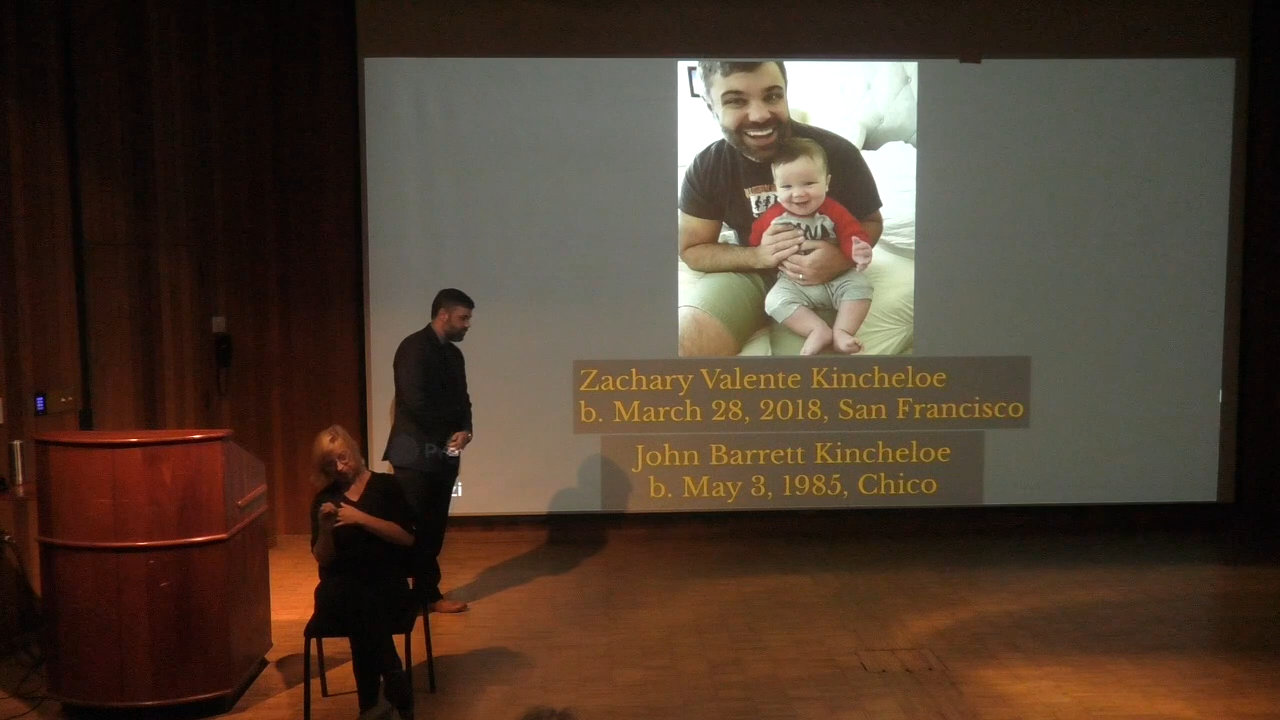 Zachary Valente Kincheloe
b. March 28, 2018, San Francisco
John Barrett Kincheloe
b. May 3, 1985, Chico